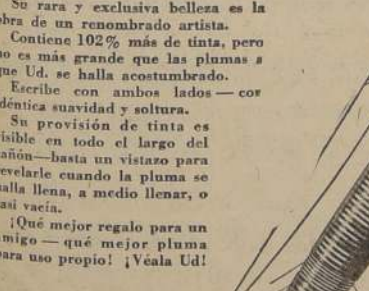 Su rara y exclusiva belleza es la
obra de un renombrado artista.
Contiene 102% más de tinta, pero
no es más grande que las plumas a
que Ud. se halla acostumbrado.
Escribe con ambos lados — con
idéntica suavidad y soltura.
Su provisión de tinta es
visible en todo el largo del
cañón—basta un vistazo para
revelarle cuando la pluma se
halla llena, a medio llenar, o
casi vacía.
¡Qué mejor regalo para un
amigo — qué mejor pluma
para uso propio! ¡Véala Ud!